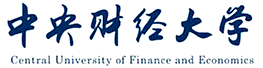 中央财经大学
Central University of Finance and Economics